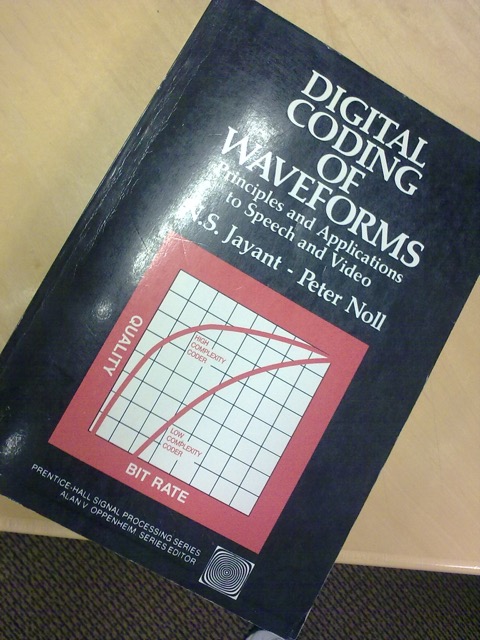 DIGITAL
CODING
OF
WAVEFORMS
Principles and Applications
to Speech and Video
N.S. Jayant - Peter Noll
QUALITY
HIGH
COMPLEXITY
CODER
LOW
COMPLEXITY
CODER
BIT RATE
PRENTICE-HALL SIGNAL PROCESSING SERIES
ALAN V OPPENHEIM SERIES EDITOR